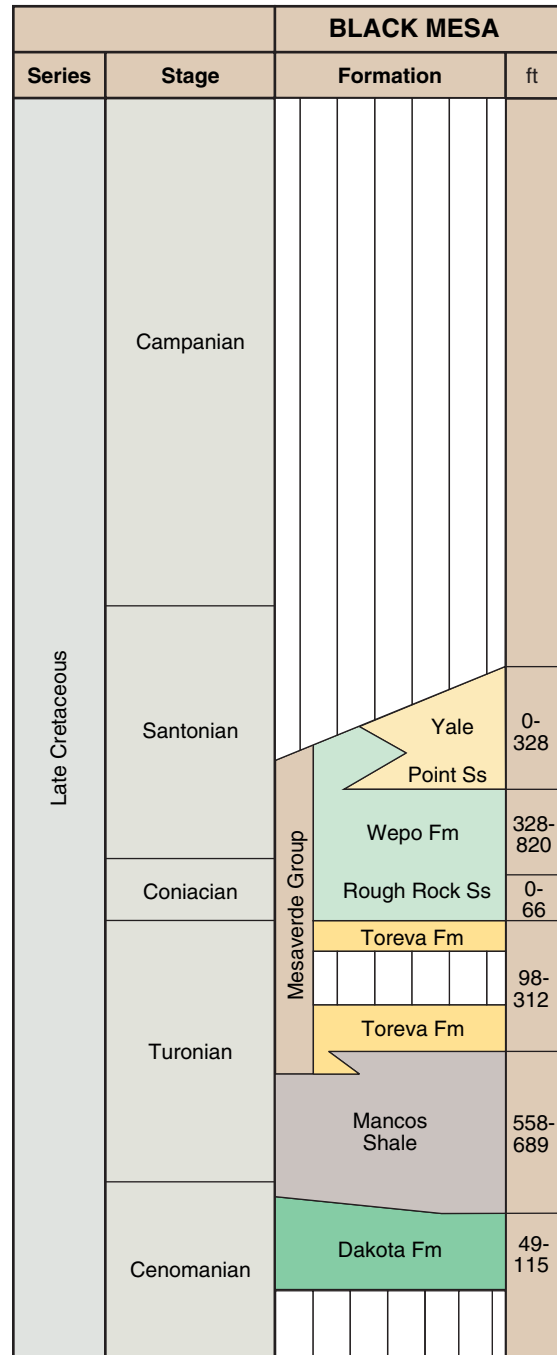 BLACK MESA
Series
Stage
Formation
ft
Late Cretaceous
Campanian
Santonian
Coniacian
Turonian
Cenomanian
Mesaverde Group
Yale
Point Ss
Wepo Fm
Rough Rock Ss
Toreva Fm
Toreva Fm
Mancos
Shale
Dakota Fm
0-
328
328-
820
0-
66
98-
312
558-
689
49-
115